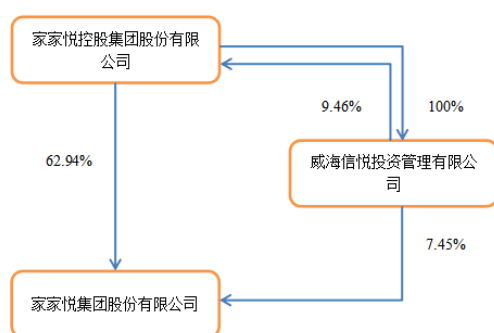 家家悦控股集团股份有限
公司
9.46%
100%
62.94%
威海信悦投资管理有限公
司
7.45%
家家悦集团股份有限公司